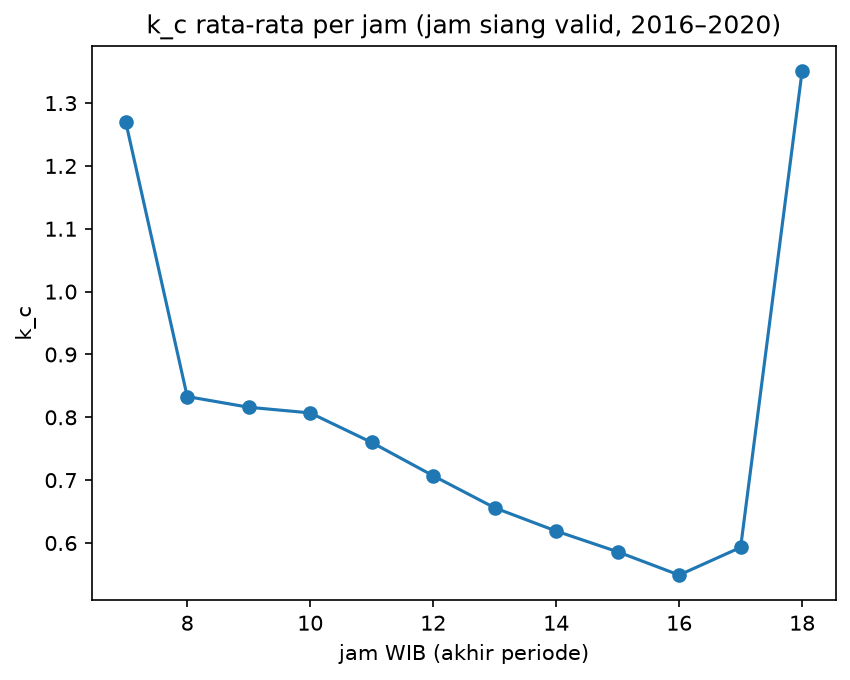 k_c rata-rata per jam (jam siang valid, 2016–2020)
k_c
1.3
1.2
1.1
1.0
0.9
0.8
0.7
0.6
8 10 12 14 16 18
jam WIB (akhir periode)